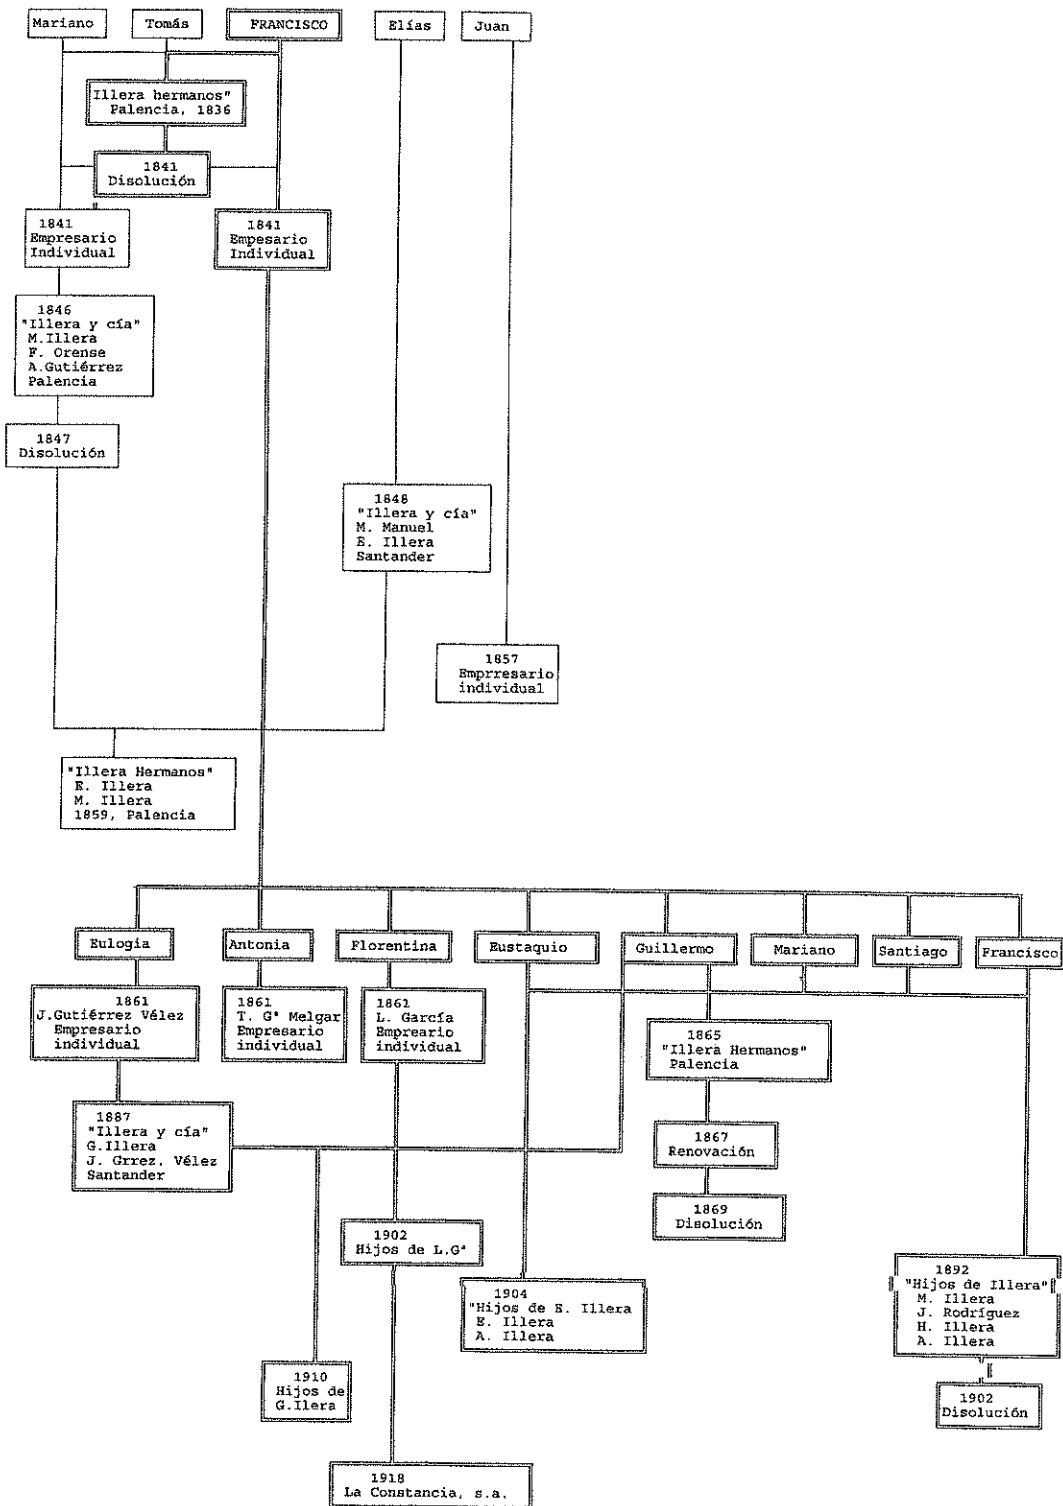 Mariano
Tomás
FRANCISCO
Elías
Juan
Illera hermanos"
Palencia, 1836
1841
Disolución
1841
Empresario
Individual
1841
Empesario
Individual
1846
"Illera y cía"
M.Illera
F. Orense
A.Gutiérrez
Palencia
1847
Disolución
1848
"Illera y cía"
M. Manuel
E. Illera
Santander
1857
Emprresario
individual
"Illera Hermanos"
E. Illera
M. Illera
1859, Palencia
Eulogia
Antonia
Florentina
Eustaquio
Guillermo
Mariano
Santiago
Francisco
1861
J.Gutiérrez Vélez
Empresario
individual
1861
T. Gª Melgar
Empresario
individual
1861
L. García
Empreario
individual
1865
"Illera Hermanos"
Palencia
1887
"Illera y cía"
G.Illera
J. Grrez. Vélez
Santander
1867
Renovación
1869
Disolución
1902
Hijos de L.Gª
1892
"Hijos de Illera"
M. Illera
J. Rodríguez
H. Illera
A. Illera
1904
"Hijos de E. Illera
E. Illera
A. Illera
1910
Hijos de
G.Ilera
1902
Disolución
1918
La Constancia, s.a.